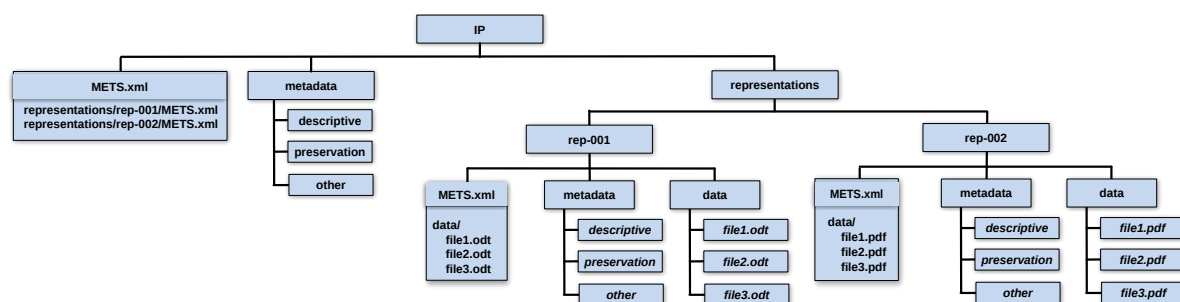 IP
METS.xml
representations/rep-001/METS.xml
representations/rep-002/METS.xml
metadata
descriptive
preservation
other
representations
rep-001
METS.xml
data/
file1.odt
file2.odt
file3.odt
metadata
descriptive
preservation
other
data
file1.odt
file2.odt
file3.odt
rep-002
METS.xml
data/
file1.pdf
file2.pdf
file3.pdf
metadata
descriptive
preservation
other
data
file1.pdf
file2.pdf
file3.pdf